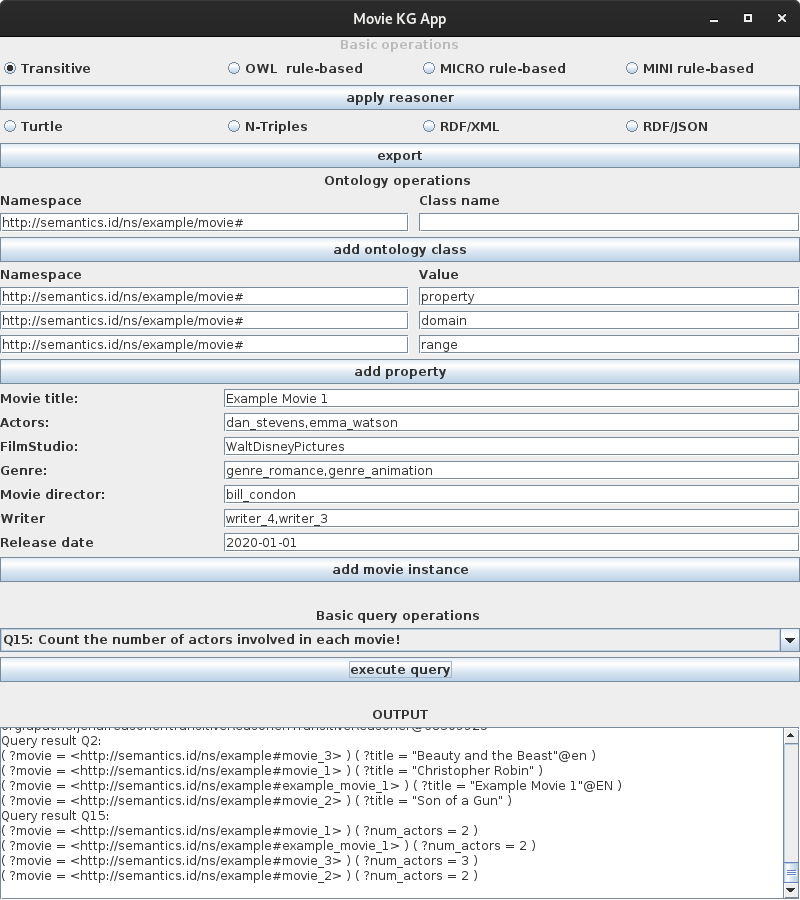 Movie KG App
Basic operations
Transitive OWL rule-based MICRO rule-based MINI rule-based
apply reasoner
Turtle N-Triples RDF/XML RDF/JSON
export
Ontology operations
Namespace Class name
http://semantics.id/ns/example/movie#
add ontology class
Namespace Value
http://semantics.id/ns/example/movie# property
http://semantics.id/ns/example/movie# domain
http://semantics.id/ns/example/movie# range
add property
Movie title: Example Movie 1
Actors: dan_stevens,emma_watson
FilmStudio: WaltDisneyPictures
Genre: genre_romance,genre_animation
Movie director: bill_condon
Writer writer_4,writer_3
Release date 2020-01-01
add movie instance
Basic query operations
Q15: Count the number of actors involved in each movie!
execute query
OUTPUT
Query result Q2:
( ?movie = <http://semantics.id/ns/example#movie_3> ) ( ?title = "Beauty and the Beast"@en )
( ?movie = <http://semantics.id/ns/example#movie_1> ) ( ?title = "Christopher Robin" )
( ?movie = <http://semantics.id/ns/example#example_movie_1> ) ( ?title = "Example Movie 1"@EN )
( ?movie = <http://semantics.id/ns/example#movie_2> ) ( ?title = "Son of a Gun" )
Query result Q15:
( ?movie = <http://semantics.id/ns/example#movie_1> ) ( ?num_actors = 2 )
( ?movie = <http://semantics.id/ns/example#example_movie_1> ) ( ?num_actors = 2 )
( ?movie = <http://semantics.id/ns/example#movie_3> ) ( ?num_actors = 3 )
( ?movie = <http://semantics.id/ns/example#movie_2> ) ( ?num_actors = 2 )